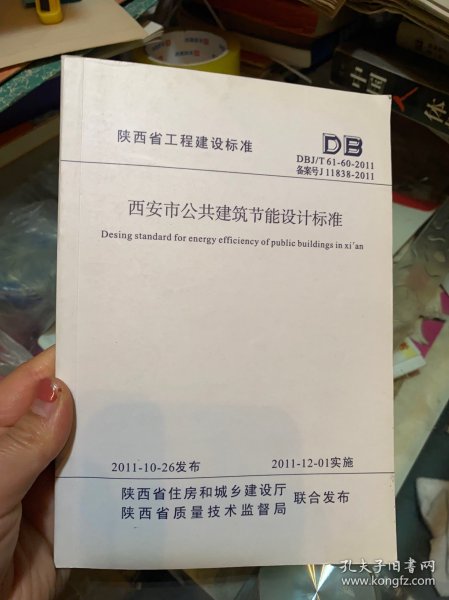 陕西省工程建设标准
DB
DBJ/T 61-60-2011
备案号J 11838-2011
西安市公共建筑节能设计标准
Desing standard for energy efficiency of public buildings in xi'an
2011-10-26发布
2011-12-01实施
陕西省住房和城乡建设厅
陕西省质量技术监督局
联合发布
中国
体
孔夫子旧书网
www.kongfz.com